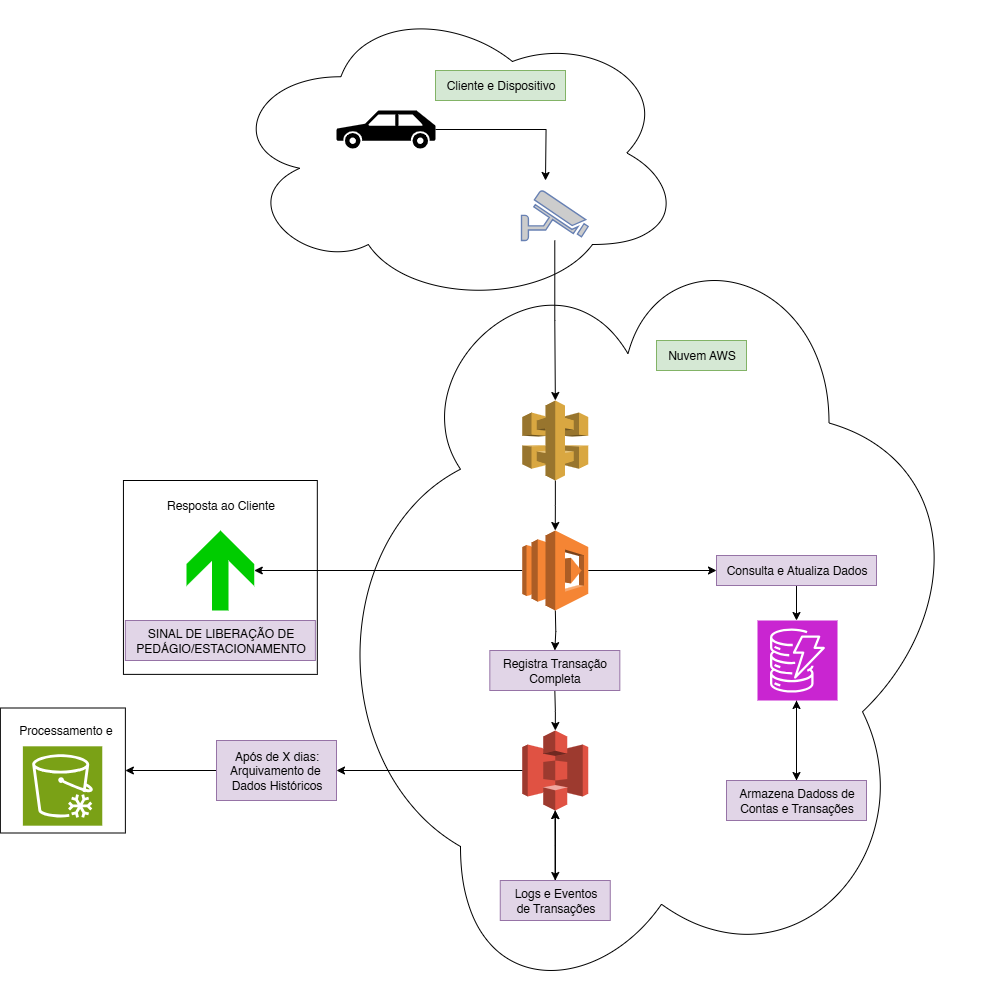 Cliente e Dispositivo
Nuvem AWS
Resposta ao Cliente
SINAL DE LIBERAÇÃO DE
PEDÁGIO/ESTACIONAMENTO
Consulta e Atualiza Dados
Registra Transação
Completa
Processamento e
Após de X dias:
Arquivamento de
Dados Históricos
Armazena Dadoss de
Contas e Transações
Logs e Eventos
de Transações